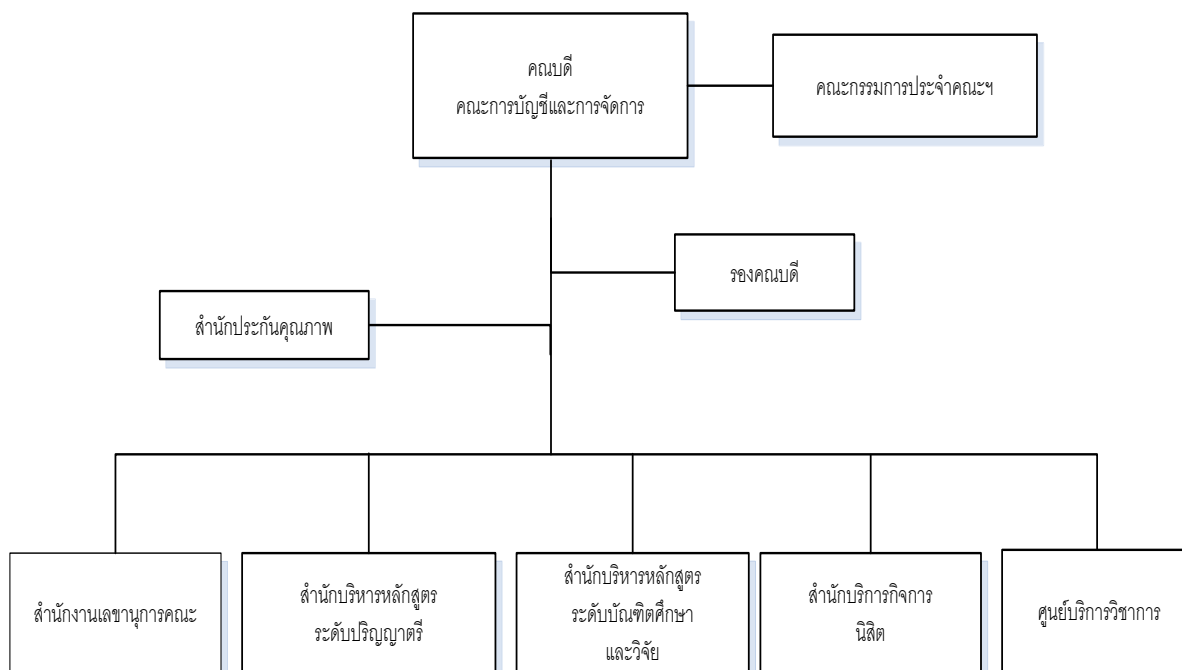 คณบดี
คณะการบัญชีและการจัดการ
คณะกรรมการประจำคณะฯ
รองคณบดี
สำนักประกันคุณภาพ
สำนักงานเลขานุการคณะ
สำนักบริหารหลักสูตร
ระดับปริญญาตรี
สำนักบริหารหลักสูตร
ระดับบัณฑิตศึกษา
และวิจัย
สำนักบริการกิจการ
นิสิต
ศูนย์บริการวิชาการ